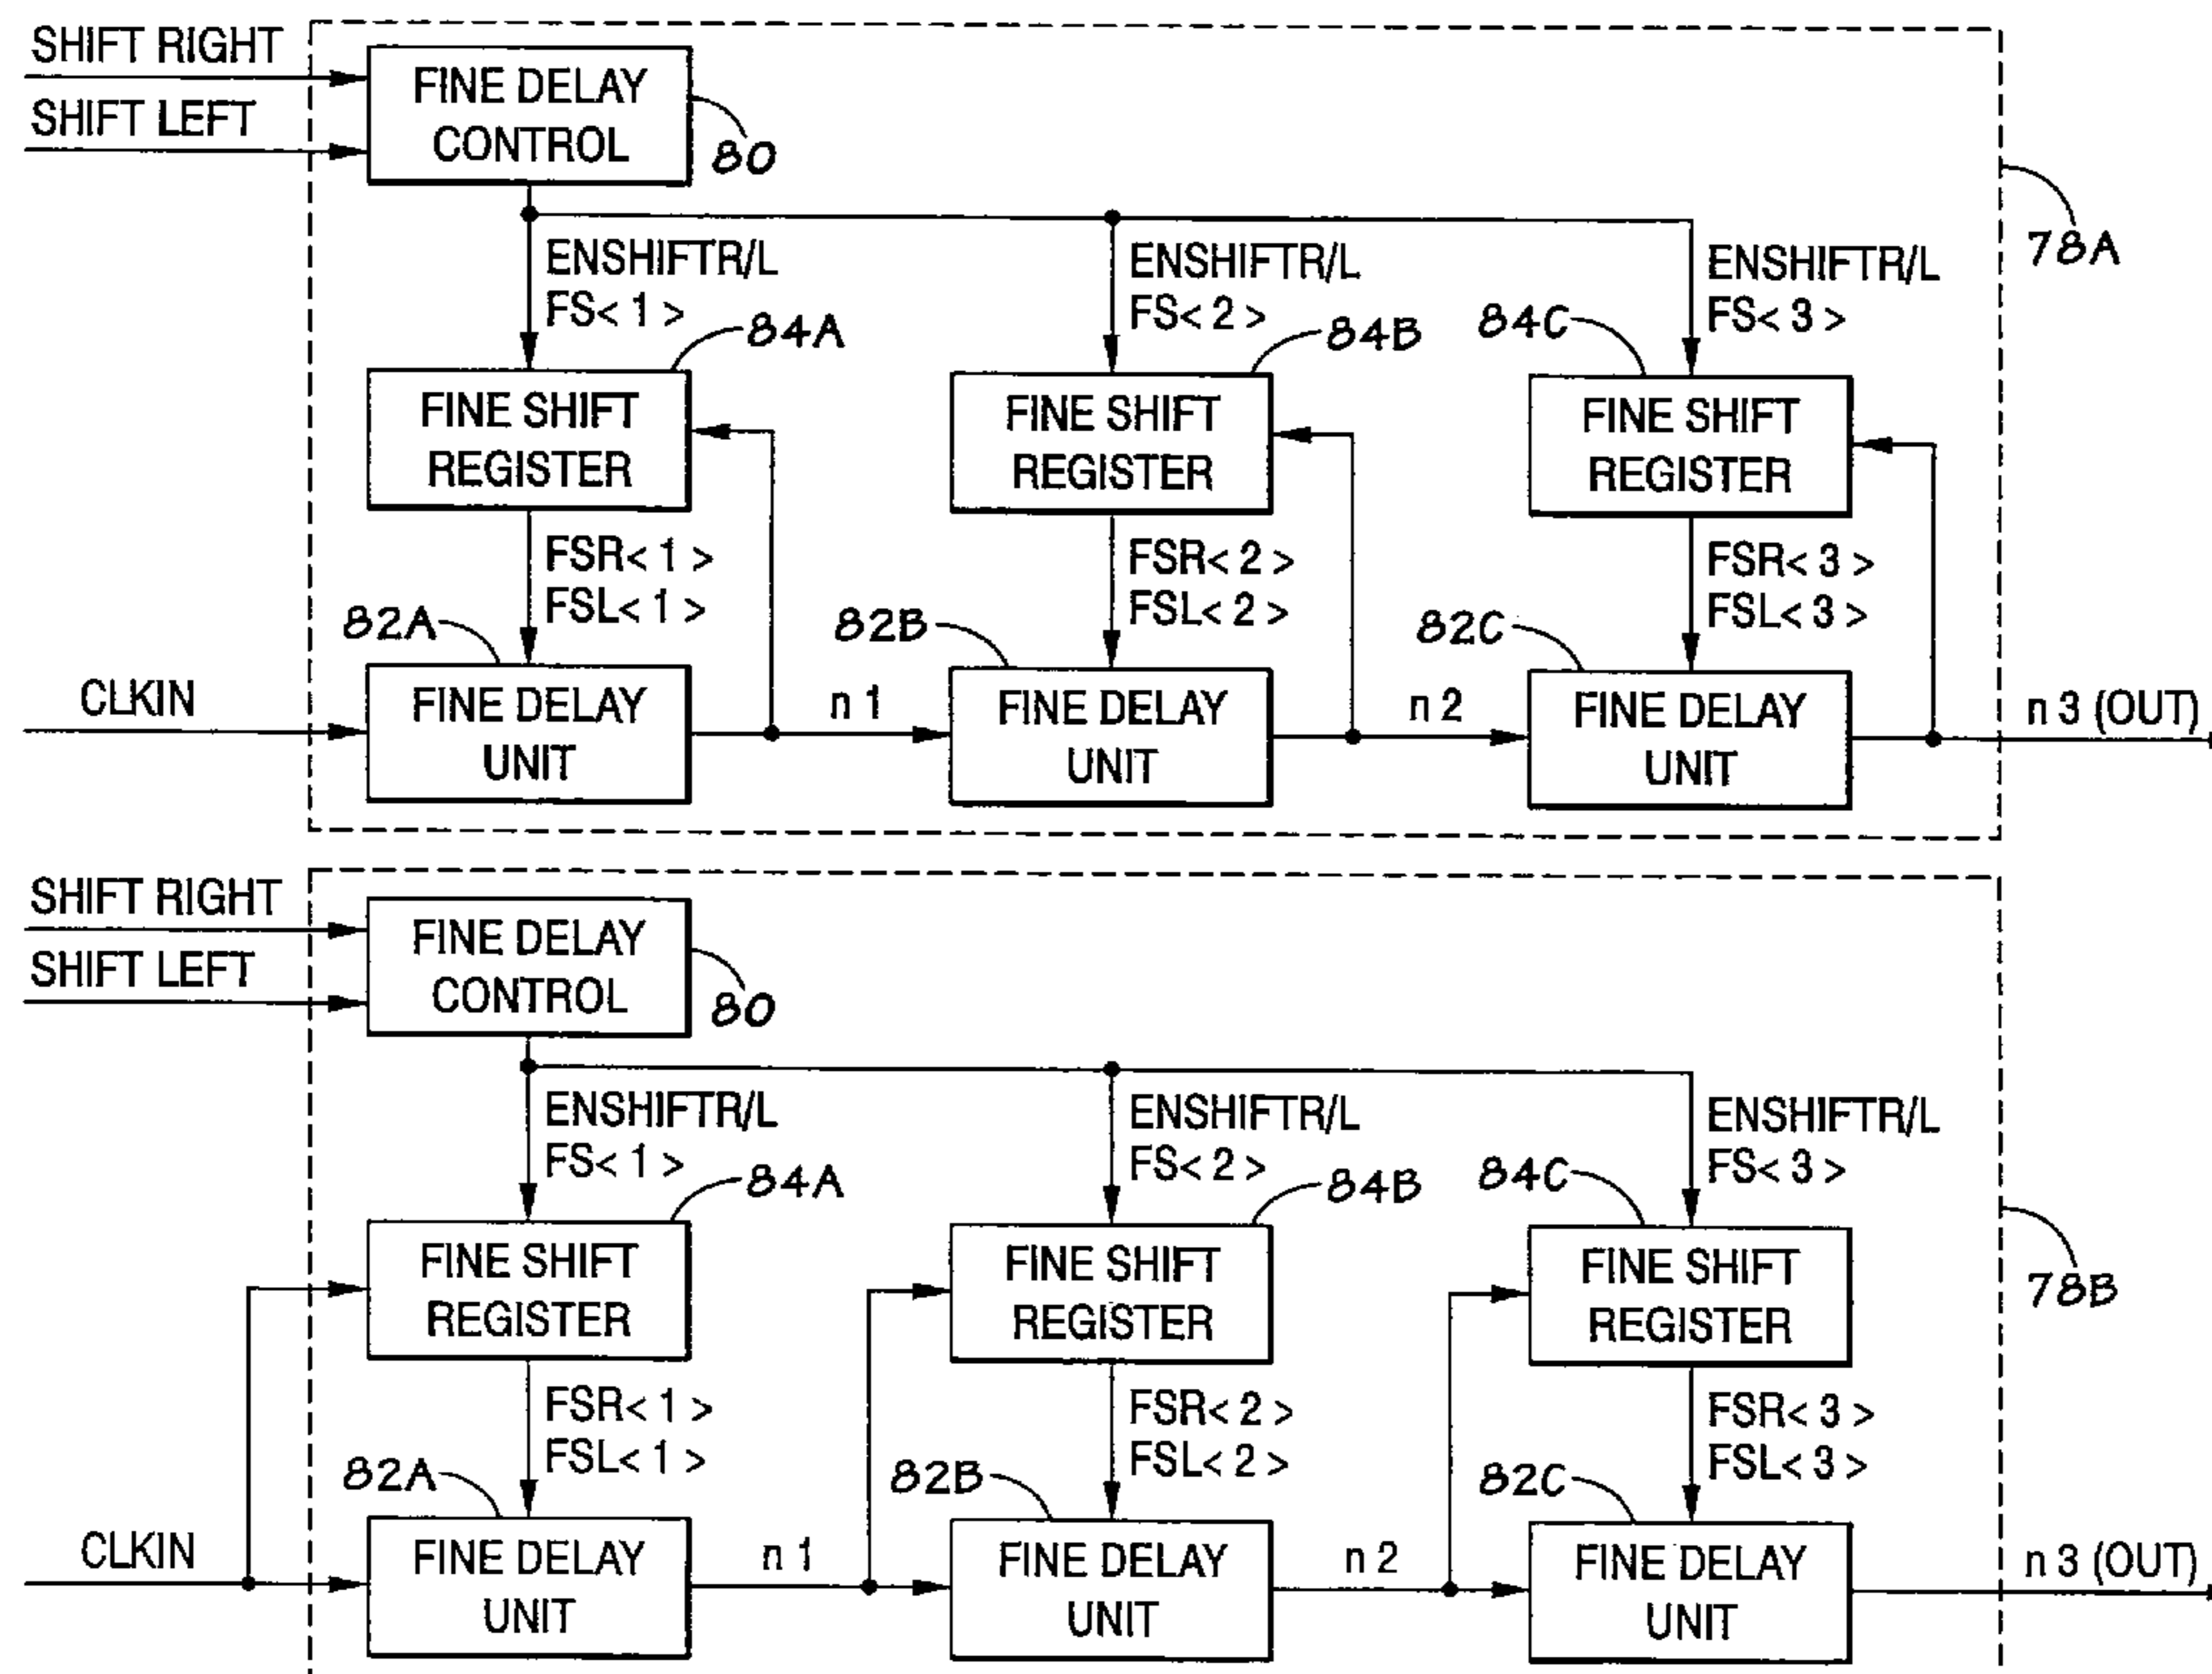 SHIFT RIGHT
SHIFT LEFT
FINE DELAY
CONTROL
80
78A
ENSHIFTR/L
FS< 1 >
ENSHIFTR/L
FS< 2 >
ENSHIFTR/L
FS< 3 >
84A
84B
84C
FINE SHIFT
REGISTER
FINE SHIFT
REGISTER
FINE SHIFT
REGISTER
FSR< 1 >
FSL< 1 >
FSR< 2 >
FSL< 2 >
FSR< 3 >
FSL< 3 >
82A
82B
82C
CLKIN
FINE DELAY
UNIT
n 1
FINE DELAY
UNIT
n 2
FINE DELAY
UNIT
n 3 (OUT)
SHIFT RIGHT
SHIFT LEFT
FINE DELAY
CONTROL
80
ENSHIFTR/L
FS< 1 >
ENSHIFTR/L
FS< 2 >
ENSHIFTR/L
FS< 3 >
84A
84B
84C
78B
FINE SHIFT
REGISTER
FINE SHIFT
REGISTER
FINE SHIFT
REGISTER
FSR< 1 >
FSL< 1 >
FSR< 2 >
FSL< 2 >
FSR< 3 >
FSL< 3 >
82A
82B
82C
CLKIN
FINE DELAY
UNIT
n 1
FINE DELAY
UNIT
n 2
FINE DELAY
UNIT
n 3 (OUT)